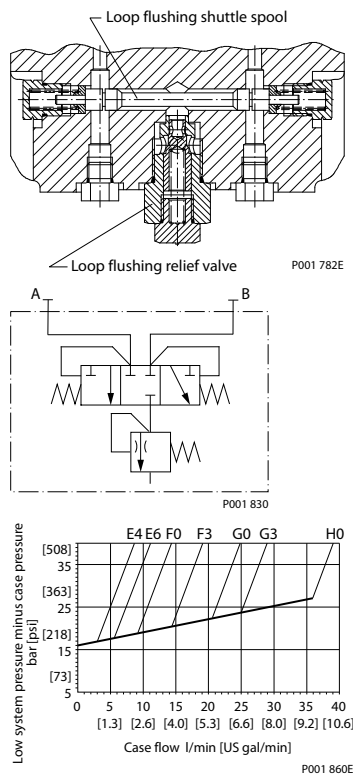 Loop flushing shuttle spool
Loop flushing relief valve
P001 782E
A
B
P001 830
E4 E6 F0 F3 G0 G3 H0
[508]
35
[363]
25
[218]
15
[73]
5
Low system pressure minus case pressure
bar [psi]
0 5 10 15 20 25 30 35 40
[1.3] [2.6] [4.0] [5.3] [6.6] [8.0] [9.2] [10.6]
Case flow l/min [US gal/min]
P001 860E